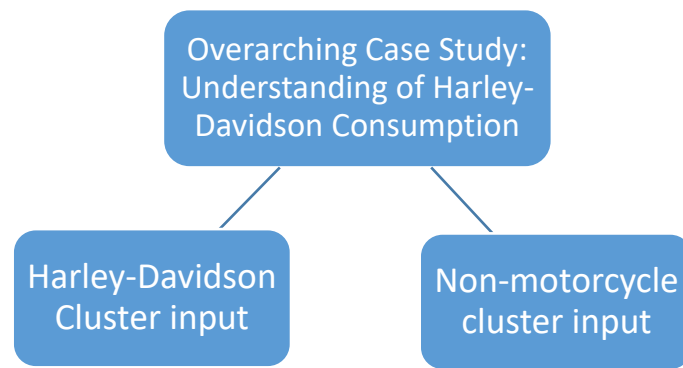 Overarching Case Study:
Understanding of Harley-
Davidson Consumption
Harley-Davidson
Cluster input
Non-motorcycle
cluster input